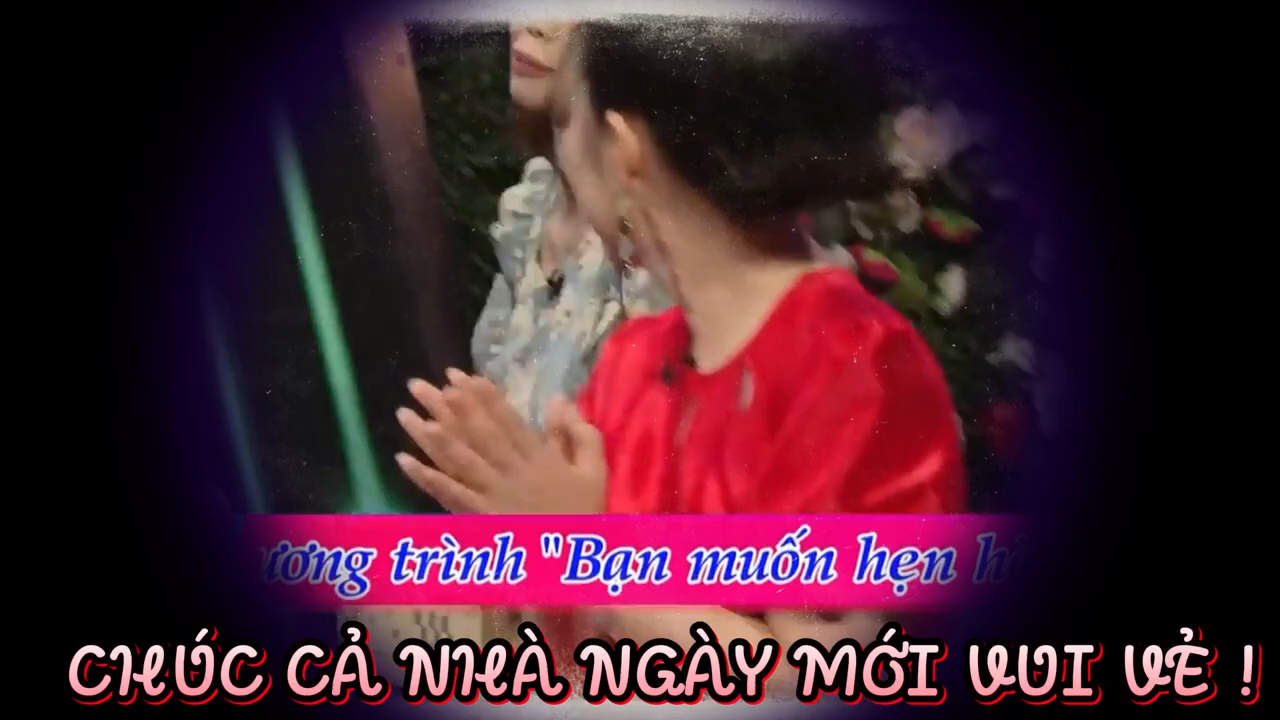 ương trình "Bạn muốn hẹn h
CHÚC CẢ NHÀ NGÀY MỚI VUI VẺ !